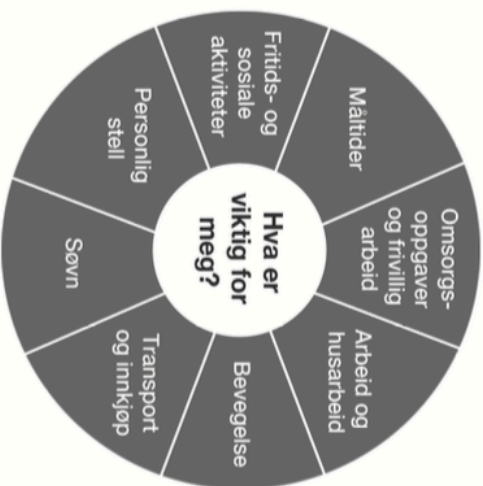 Hva er
viktig for
meg?
Omsorgs-
oppgaver
og frivillig
arbeid
Arbeid og
husarbeid
Bevegelse
Transport
og innkjøp
Søvn
Personlig
stell
Fritids- og
sosiale
aktiviteter
Måltider